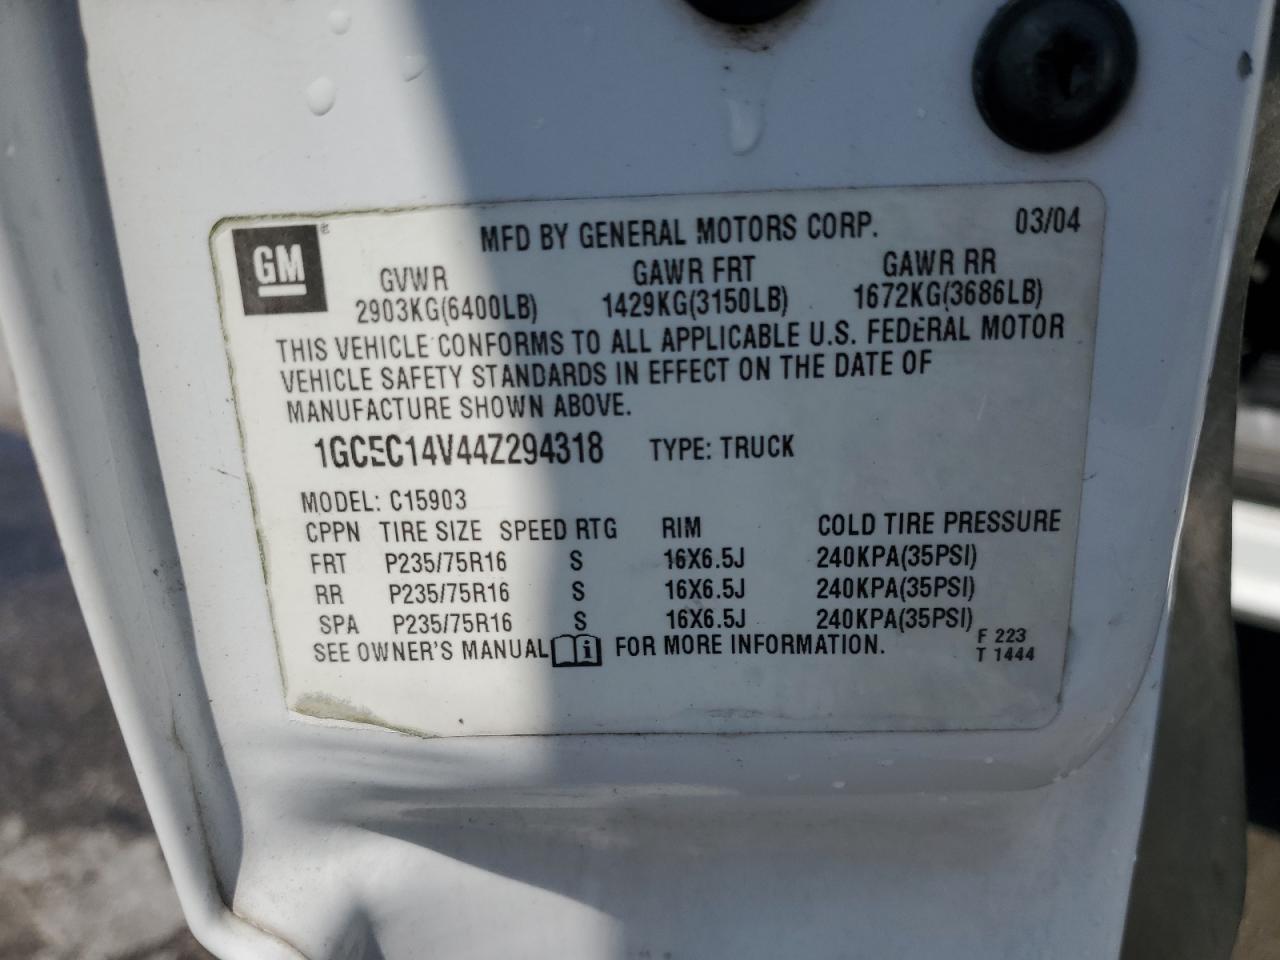 GM® MFD BY GENERAL MOTORS CORP. 03/04
GVWR GAWR FRT GAWR RR
2903KG(6400LB) 1429KG(3150LB) 1672KG(3686LB)
THIS VEHICLE CONFORMS TO ALL APPLICABLE U.S. FEDERAL MOTOR
VEHICLE SAFETY STANDARDS IN EFFECT ON THE DATE OF
MANUFACTURE SHOWN ABOVE.
1GCEC14V44Z294318 TYPE: TRUCK
MODEL: C15903
CPPN TIRE SIZE SPEED RTG RIM COLD TIRE PRESSURE
FRT P235/75R16 S 16X6.5J 240KPA(35PSI)
RR P235/75R16 S 16X6.5J 240KPA(35PSI)
SPA P235/75R16 S 16X6.5J 240KPA(35PSI)
SEE OWNER'S MANUAL i FOR MORE INFORMATION.
F 223
T 1444